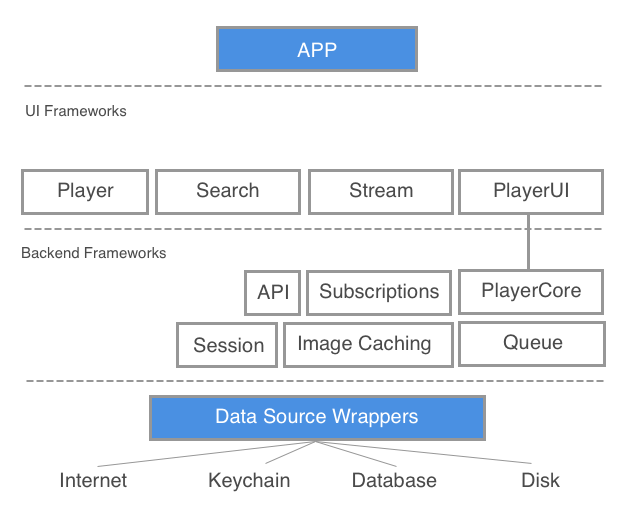 APP
UI Frameworks
Player
Search
Stream
PlayerUI
Backend Frameworks
API
Subscriptions
PlayerCore
Session
Image Caching
Queue
Data Source Wrappers
Internet
Keychain
Database
Disk